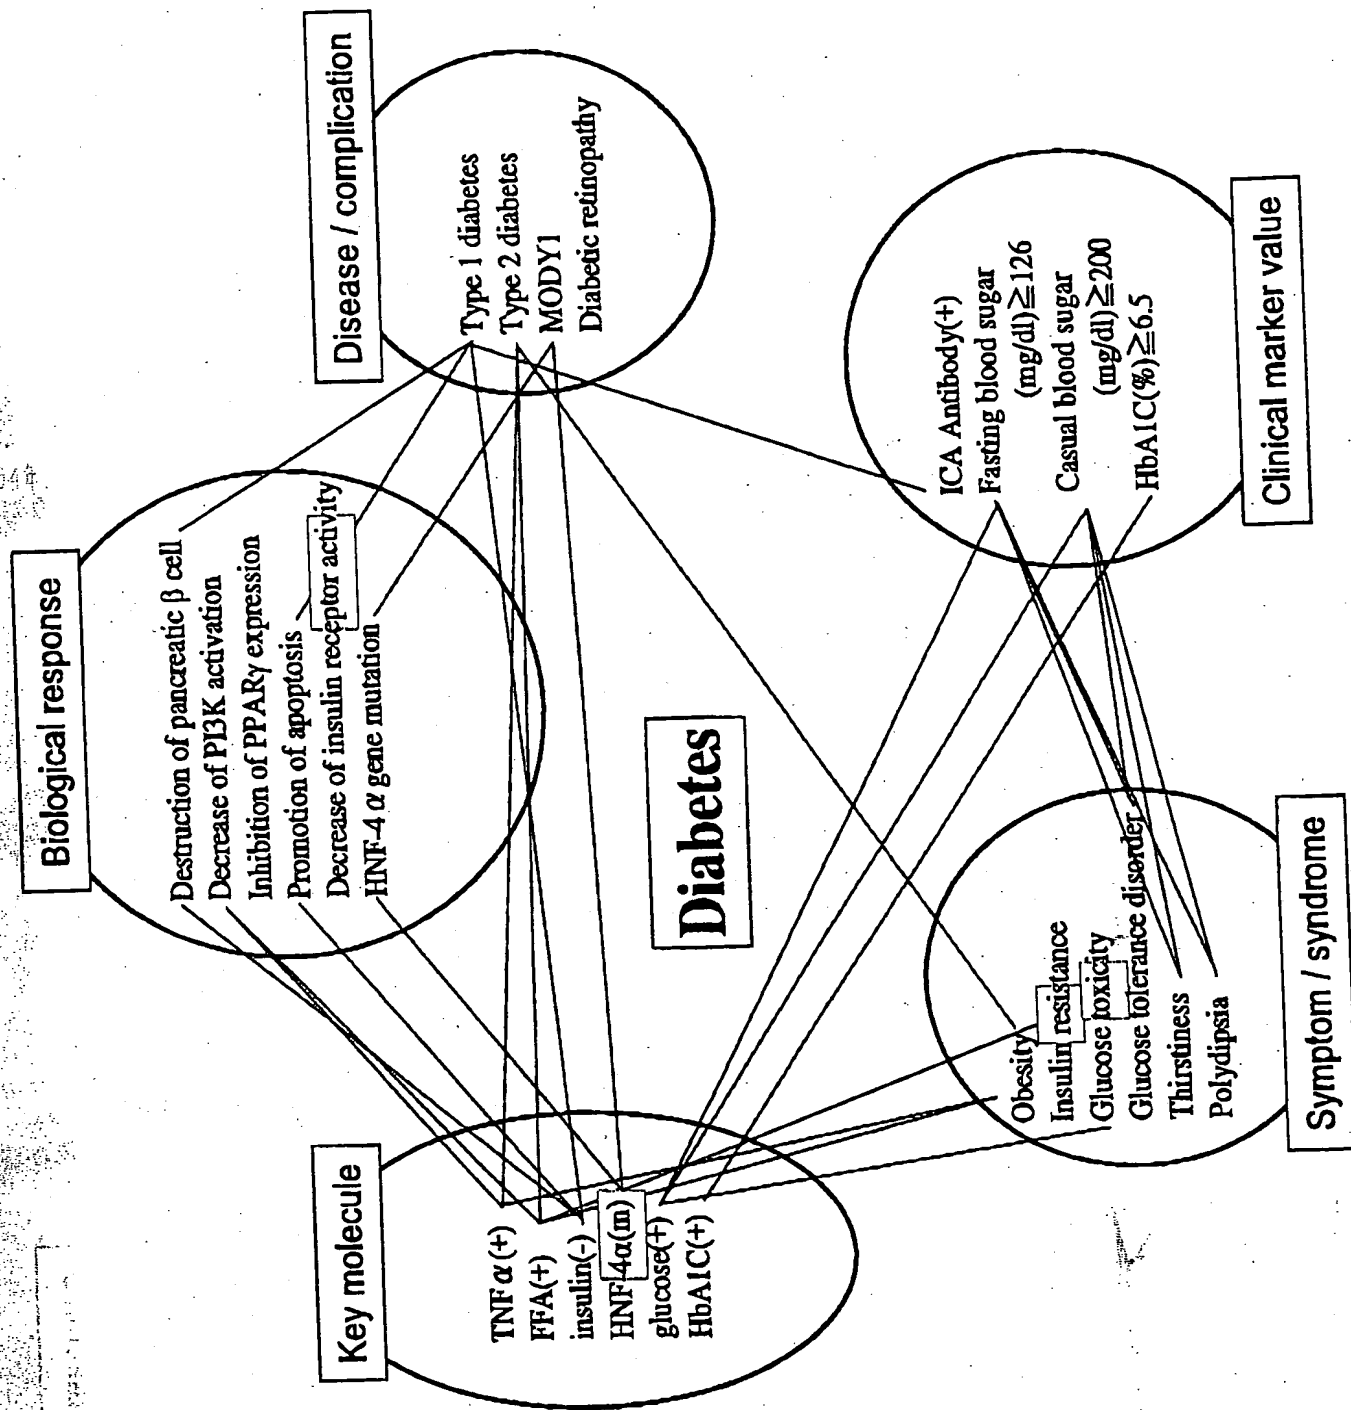 Biological response
Destruction of pancreatic β cell
Decrease of PI3K activation
Inhibition of PPARγ expression
Promotion of apoptosis
Decrease of insulin receptor activity
HNF-4 α gene mutation
Key molecule
TNF α (+)
FFA(+)
insulin(-)
HNF-4α(m)
glucose(+)
HbA1C(+)
Diabetes
Disease / complication
Type 1 diabetes
Type 2 diabetes
MODY1
Diabetic retinopathy
Obesity
Insulin resistance
Glucose toxicity
Glucose tolerance disorder
Thirstiness
Polydipsia
Symptom / syndrome
ICA Antibody(+)
Fasting blood sugar
(mg/dl)≧126
Casual blood sugar
(mg/dl)≧200
HbA1C(%)≧6.5
Clinical marker value